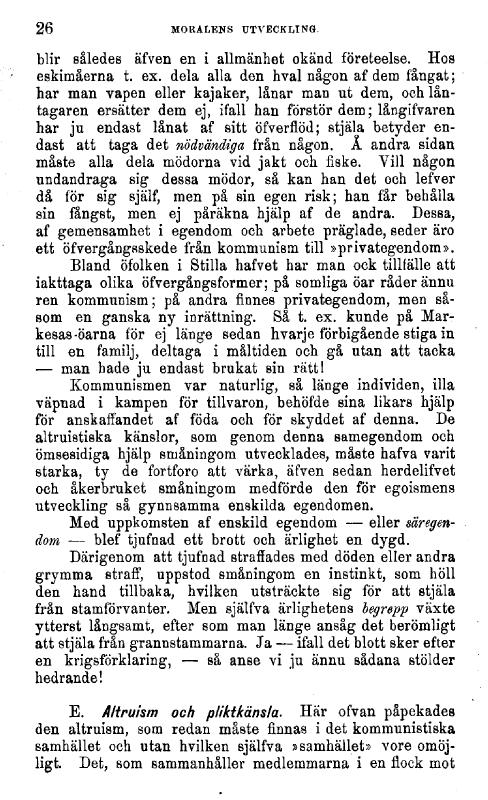 26
MORALENS UTVECKLING.
blir således äfven en i allmänhet okänd företeelse. Hos
eskimåerna t. ex. dela alla den hval någon af dem fångat;
har man vapen eller kajaker, lånar man ut dem, och lån-
tagaren ersätter dem ej, ifall han förstör dem; långifvaren
har ju endast lånat af sitt öfverflöd; stjäla betyder en-
dast att taga det nödvändiga från någon. Å andra sidan
måste alla dela mödorna vid jakt och fiske. Vill någon
undandraga sig dessa mödor, så kan han det och lefver
då för sig själf, men på sin egen risk; han får behålla
sin fångst, men ej påräkna hjälp af de andra. Dessa,
af gemensamhet i egendom och arbete präglade, seder äro
ett öfvergångsskede från kommunism till »privategendom».
Bland öfolken i Stilla hafvet har man ock tillfälle att
iakttaga olika öfvergångsformer; på somliga öar råder ännu
ren kommunism; på andra finnes privategendom, men så-
som en ganska ny inrättning. Så t. ex. kunde på Mar-
kesas-öarna för ej länge sedan hvarje förbigående stiga in
till en familj, deltaga i måltiden och gå utan att tacka
— man hade ju endast brukat sin rätt!
Kommunismen var naturlig, så länge individen, illa
väpnad i kampen för tillvaron, behöfde sina likars hjälp
för anskaffandet af föda och för skyddet af denna. De
altruistiska känslor, som genom denna samegendom och
ömsesidiga hjälp småningom utvecklades, måste hafva varit
starka, ty de fortforo att värka, äfven sedan herdelifvet
och åkerbruket småningom medförde den för egoismens
utveckling så gynnsamma enskilda egendomen.
Med uppkomsten af enskild egendom — eller säregen-
dom — blef tjufnad ett brott och ärlighet en dygd.
Därigenom att tjufnad straffades med döden eller andra
grymma straff, uppstod småningom en instinkt, som höll
den hand tillbaka, hvilken utsträckte sig för att stjäla
från stamförvanter. Men själfva ärlighetens begrepp växte
ytterst långsamt, efter som man länge ansåg det berömligt
att stjäla från grannstammarna. Ja — ifall det blott sker efter
en krigsförklaring, — så anse vi ju ännu sådana stölder
hedrande!
E. Altruism och pliktkänsla. Här ofvan påpekades
den altruism, som redan måste finnas i det kommunistiska
samhället och utan hvilken själfva »samhället» vore omöj-
ligt. Det, som sammanhåller medlemmarna i en flock mot